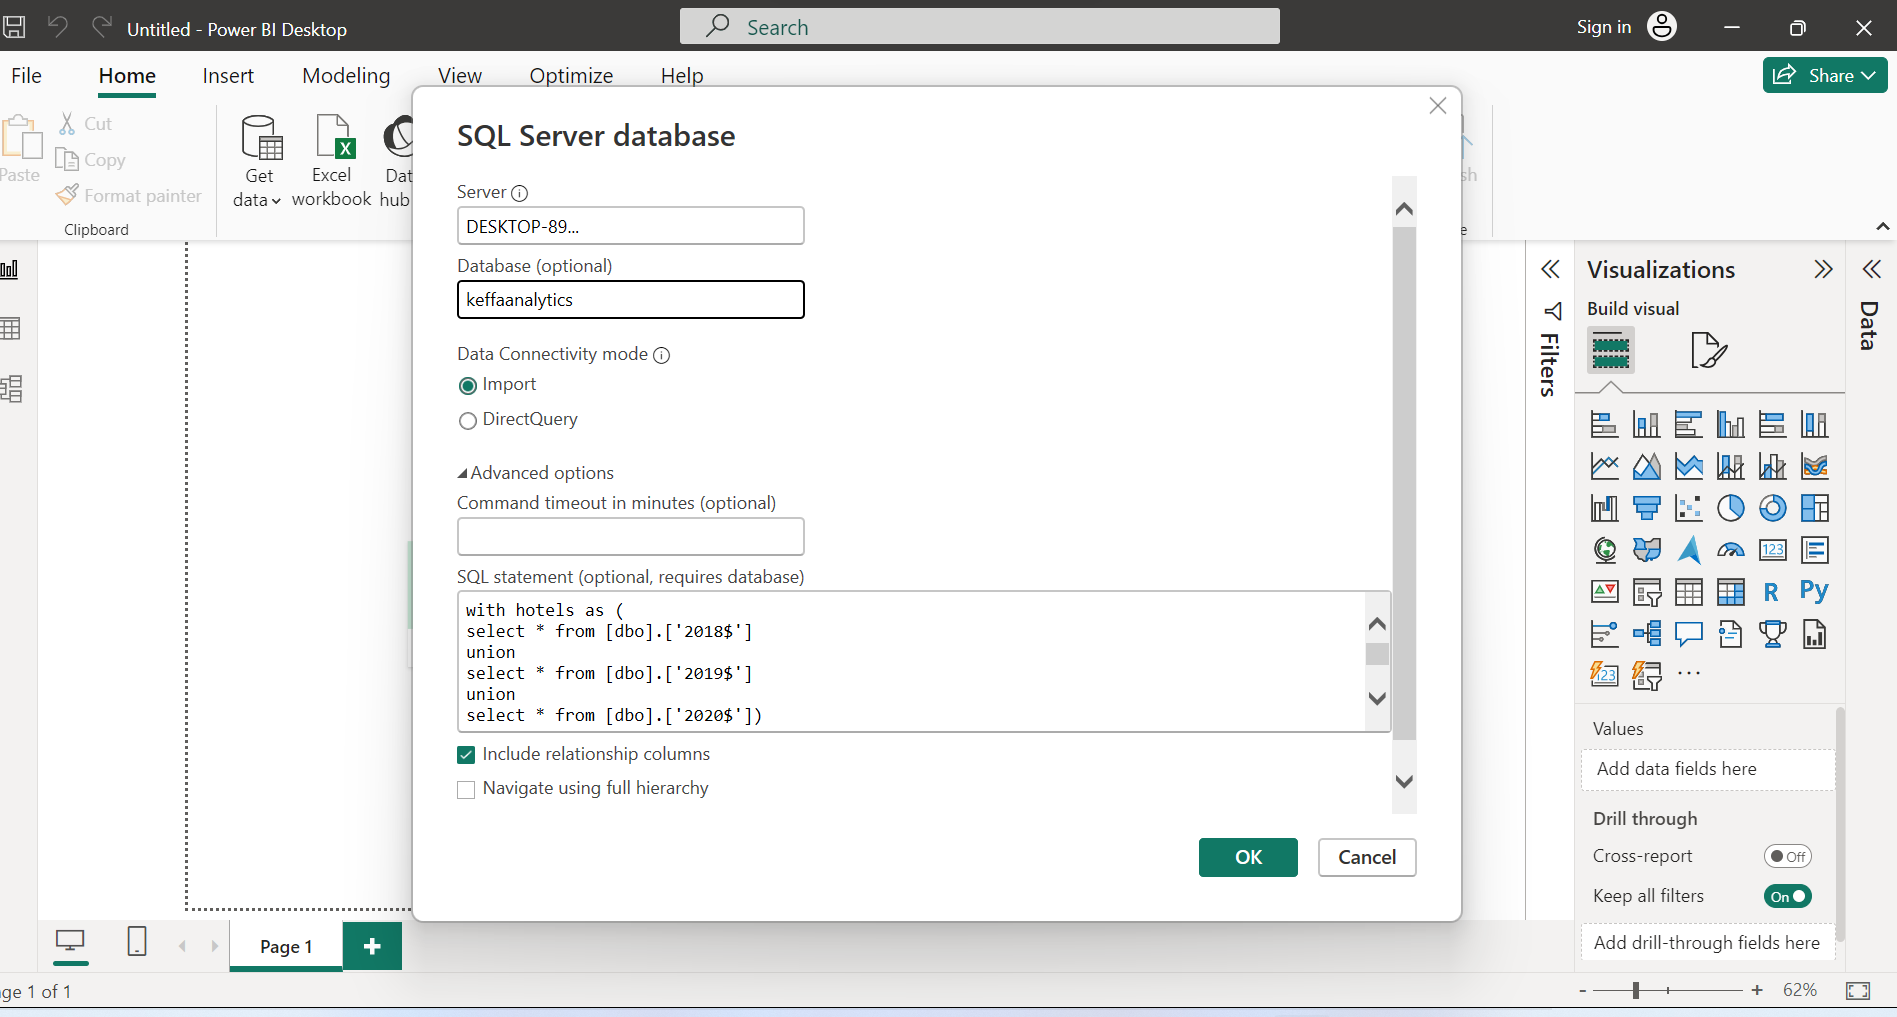 Untitled - Power BI Desktop
Search
Sign in
File
Home
Insert
Modeling
View
Optimize
Help
Share
Paste
Cut
Copy
Format painter
Clipboard
Get
data
Excel
workbook
Dat
hub
sh
e
SQL Server database
Server
DESKTOP-89...
Database (optional)
keffaanalytics
Data Connectivity mode
Import
DirectQuery
Advanced options
Command timeout in minutes (optional)
SQL statement (optional, requires database)
with hotels as (
select * from [dbo].['2018$']
union
select * from [dbo].['2019$']
union
select * from [dbo].['2020$'])
Include relationship columns
Navigate using full hierarchy
OK
Cancel
Filters
Visualizations
Build visual
123
R
Py
123
...
Values
Add data fields here
Drill through
Cross-report
Off
Keep all filters
On
Add drill-through fields here
Data
Page 1
+
ge 1 of 1
- + 62%